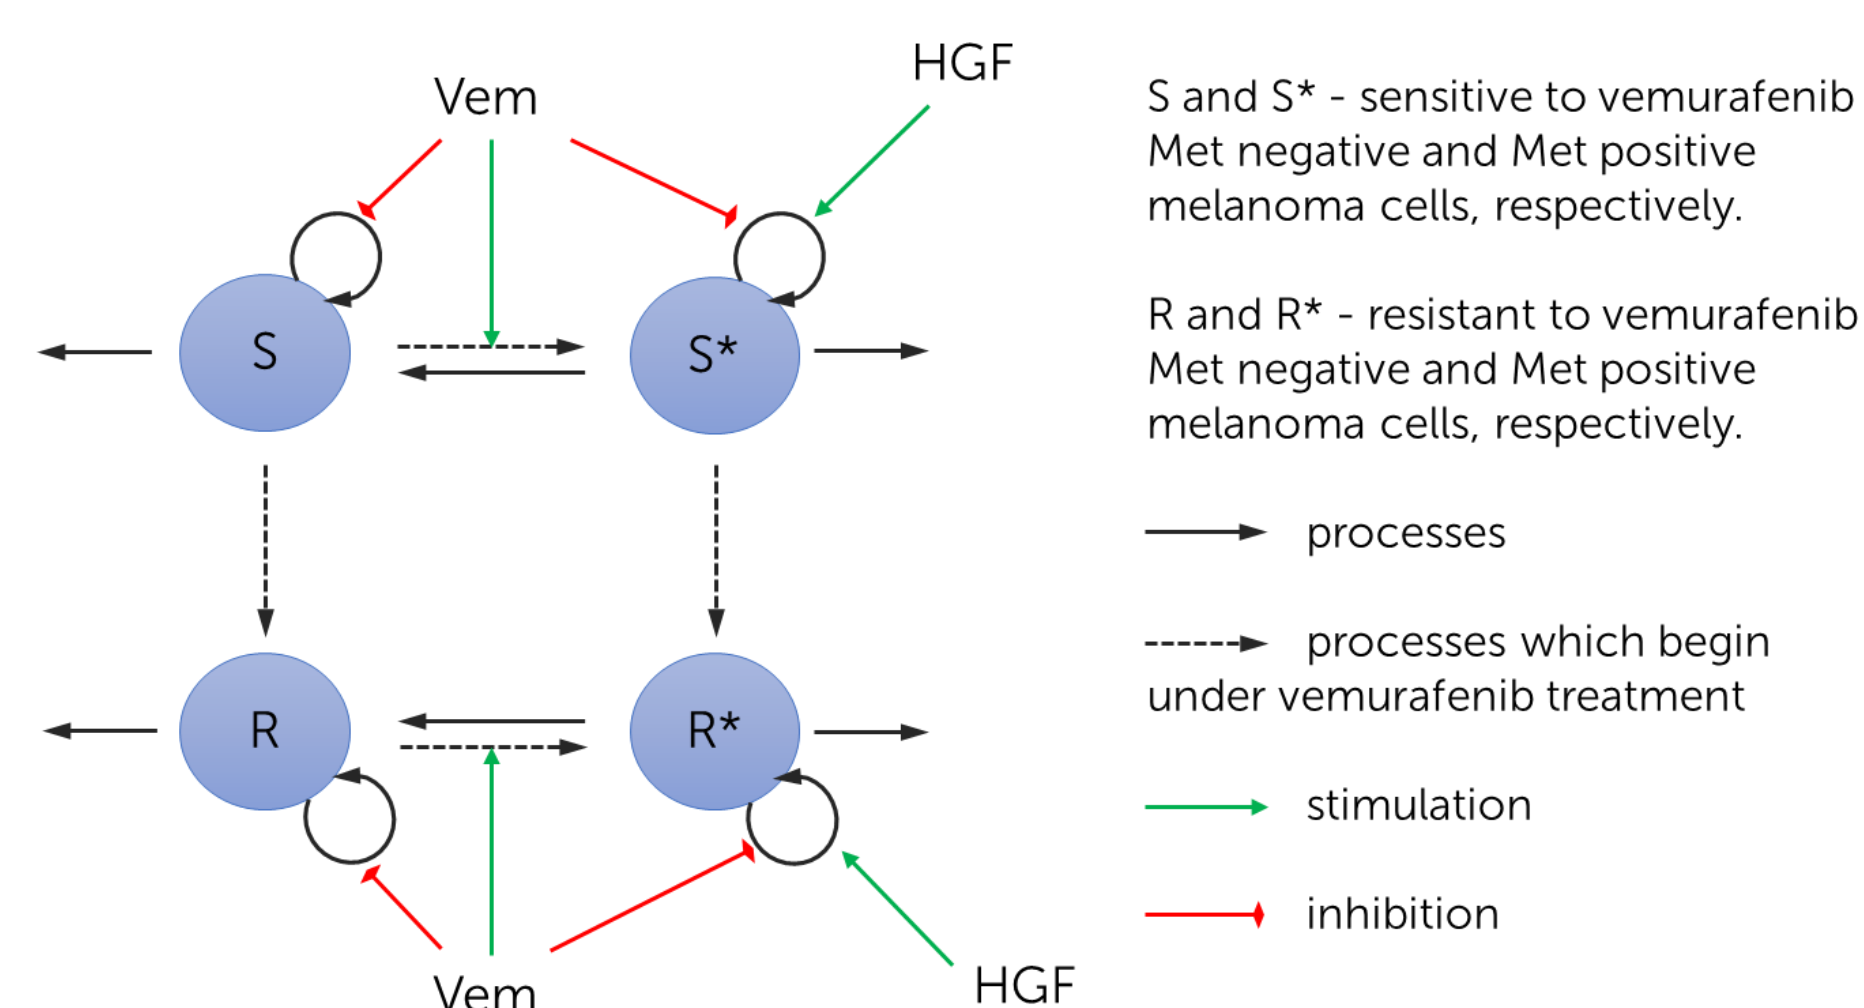 HGF
Vem
S and S* - sensitive to vemurafenib
Met negative and Met positive
melanoma cells, respectively.
S
S*
R and R* - resistant to vemurafenib
Met negative and Met positive
melanoma cells, respectively.
processes
processes which begin
under vemurafenib treatment
R
R*
stimulation
inhibition
Vem
HGF